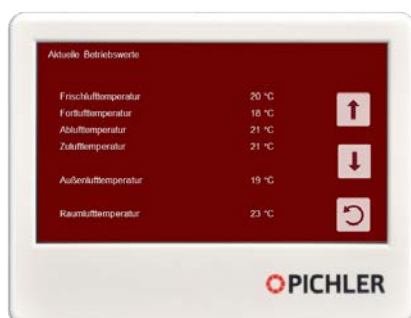 Aktuelle Betriebswerte
Frischlufttemperatur 20 °C
Fortlufttemperatur 18 °C
Ablufttemperatur 21 °C
Zulufttemperatur 21 °C
Außenlufttemperatur 19 °C
Raumlufttemperatur 23 °C
PICHLER